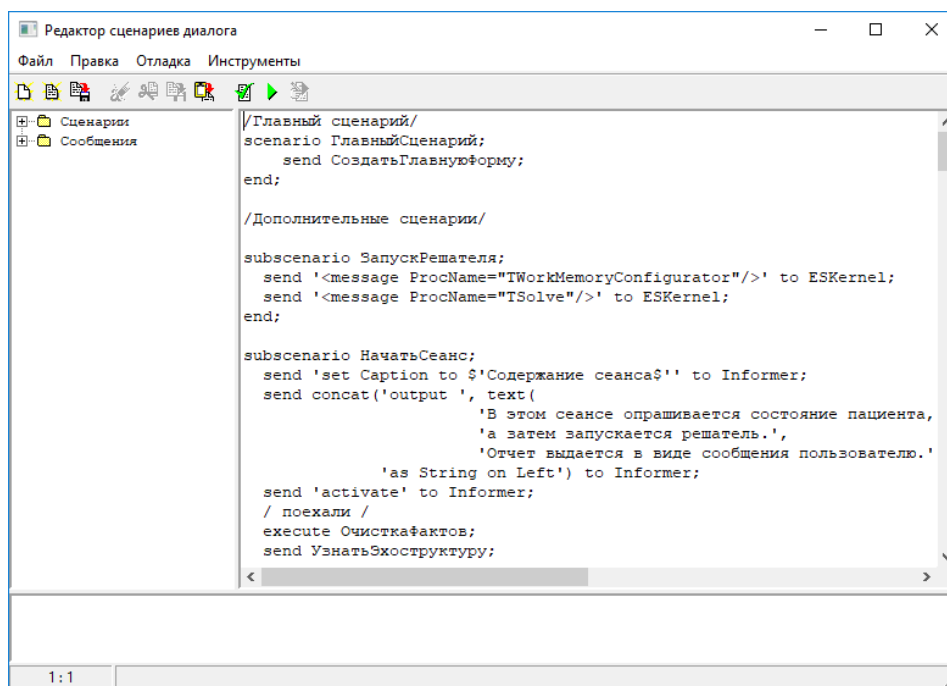 Редактор сценариев диалога
Файл Правка Отладка Инструменты
Сценарии
Сообщения
/Главный сценарий/
scenario ГлавныйСценарий;
send СоздатьГлавнуюФорму;
end;
/Дополнительные сценарии/
subscenario ЗапускРешателя;
send '<message ProcName="TWorkMemoryConfigurator"/>' to ESKernel;
send '<message ProcName="TSolve"/>' to ESKernel;
end;
subscenario НачатьСеанс;
send 'set Caption to $'Содержание сеанса$'' to Informer;
send concat('output ', text(
'В этом сеансе опрашивается состояние пациента,
'а затем запускается решатель.',
'Отчет выдается в виде сообщения пользователю.'
'as String on Left') to Informer;
send 'activate' to Informer;
/ поехали /
execute ОчисткаФактов;
send УзнатьЭхоструктуру;
1:1